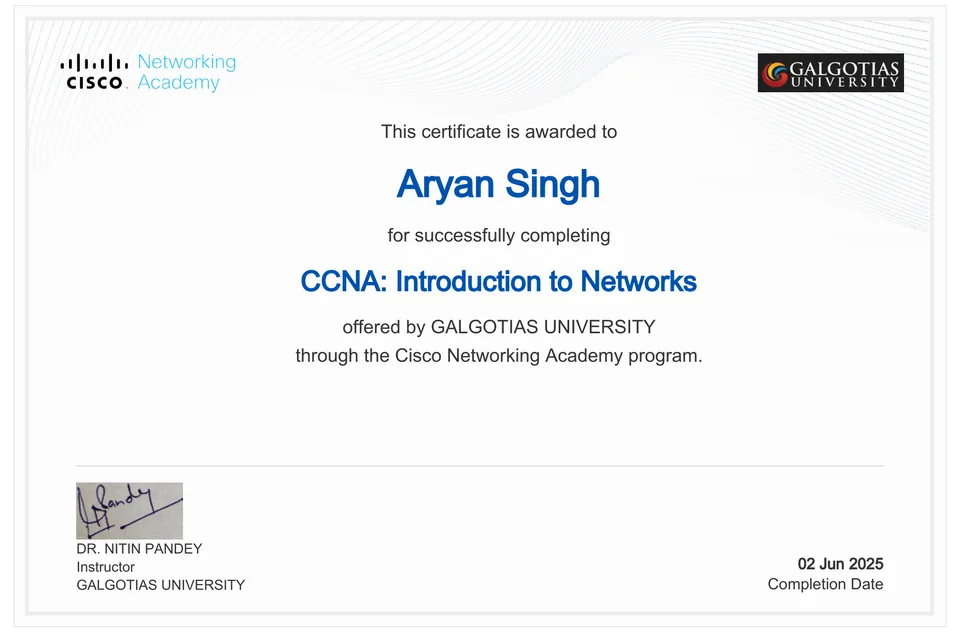 CISCO Networking Academy
GALGOTIAS UNIVERSITY
This certificate is awarded to
Aryan Singh
for successfully completing
CCNA: Introduction to Networks
offered by GALGOTIAS UNIVERSITY
through the Cisco Networking Academy program.
Pandey
DR. NITIN PANDEY
Instructor
GALGOTIAS UNIVERSITY
02 Jun 2025
Completion Date